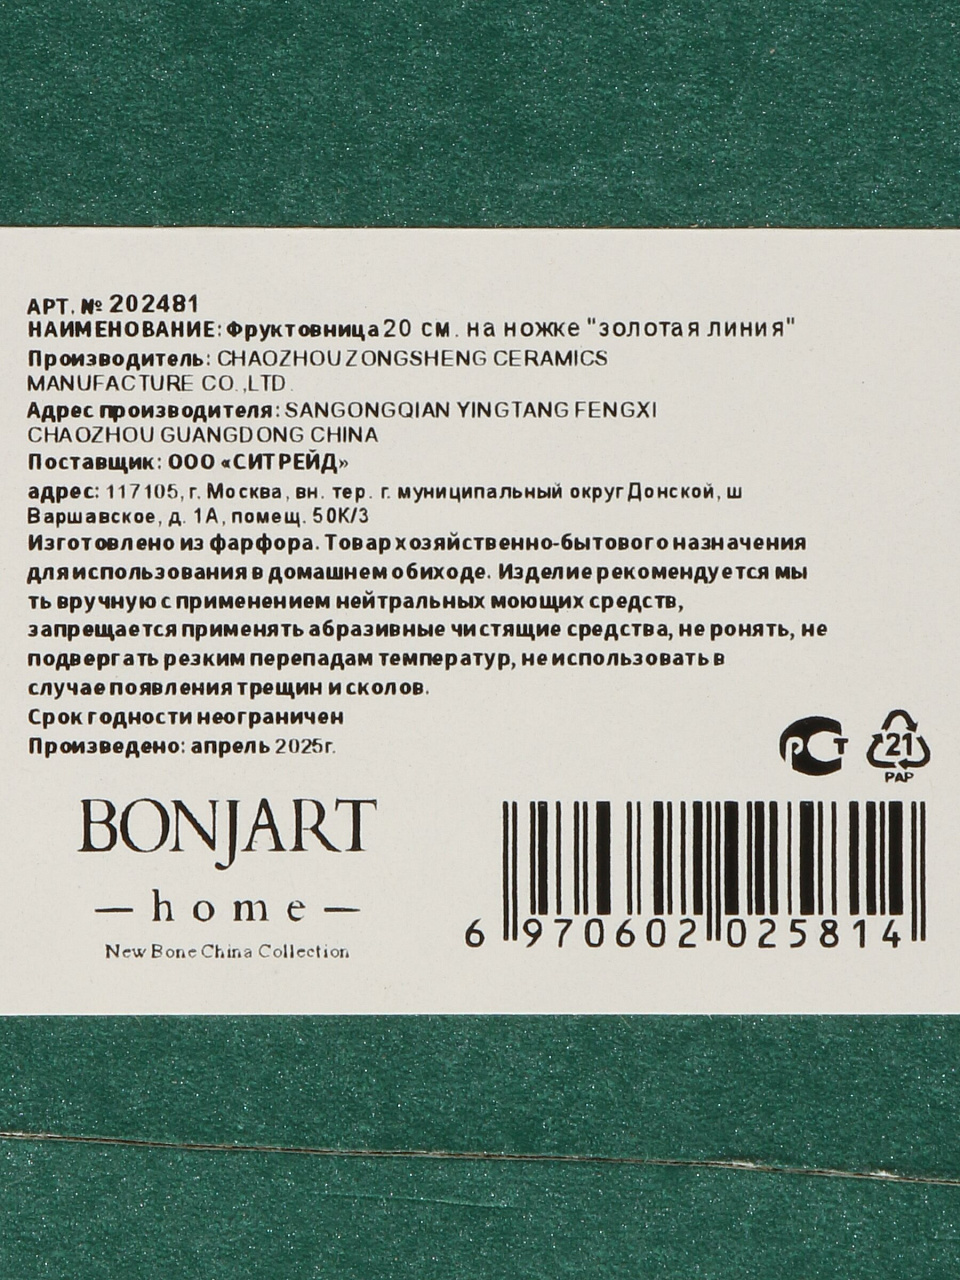 АРТ. № 202481
НАИМЕНОВАНИЕ: Фруктовница 20 см. на ножке "золотая линия"
Производитель: CHAOZHOU ZONGSHENG CERAMICS
MANUFACTURE CO.,LTD.
Адрес производителя: SANGONGQIAN YINGTANG FENGXI
CHAOZHOU GUANGDONG CHINA
Поставщик: ООО «СИТРЕЙД»
адрес: 117105, г. Москва, вн. тер. г. муниципальный округ Донской, ш
Варшавское, д. 1А, помещ. 50К/3
Изготовлено из фарфора. Товар хозяйственно-бытового назначения
для использования в домашнем обиходе. Изделие рекомендуется мы
ть вручную с применением нейтральных моющих средств,
запрещается применять абразивные чистящие средства, не ронять, не
подвергать резким перепадам температур, не использовать в
случае появления трещин и сколов.
Срок годности неограничен
Произведено: апрель 2025г.
РСТ
21
PAP
BONJART
— home —
New Bone China Collection
6 970602 025814